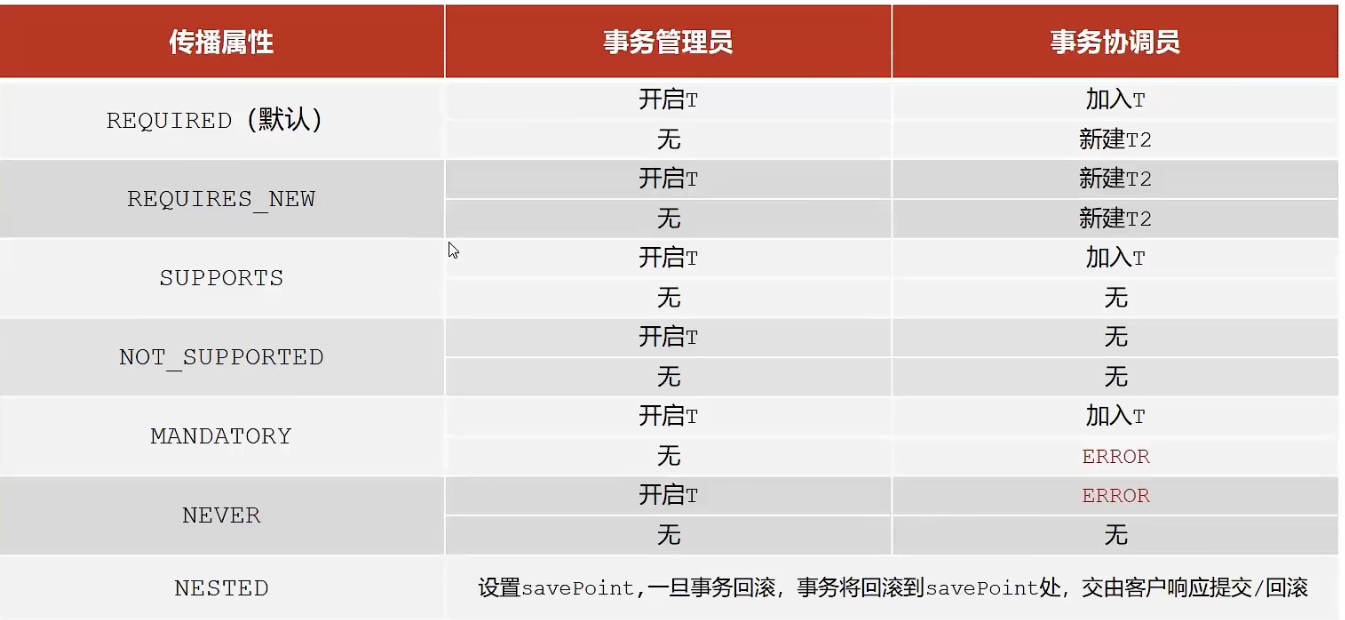 传播属性 事务管理员 事务协调员
REQUIRED（默认） 开启T 加入T
无 新建T2
REQUIRES_NEW 开启T 新建T2
无 新建T2
SUPPORTS 开启T 加入T
无 无
NOT_SUPPORTED 开启T 无
无 无
MANDATORY 开启T 加入T
无 ERROR
NEVER 开启T ERROR
无 无
NESTED 设置savePoint,一旦事务回滚，事务将回滚到savePoint处，交由客户响应提交/回滚